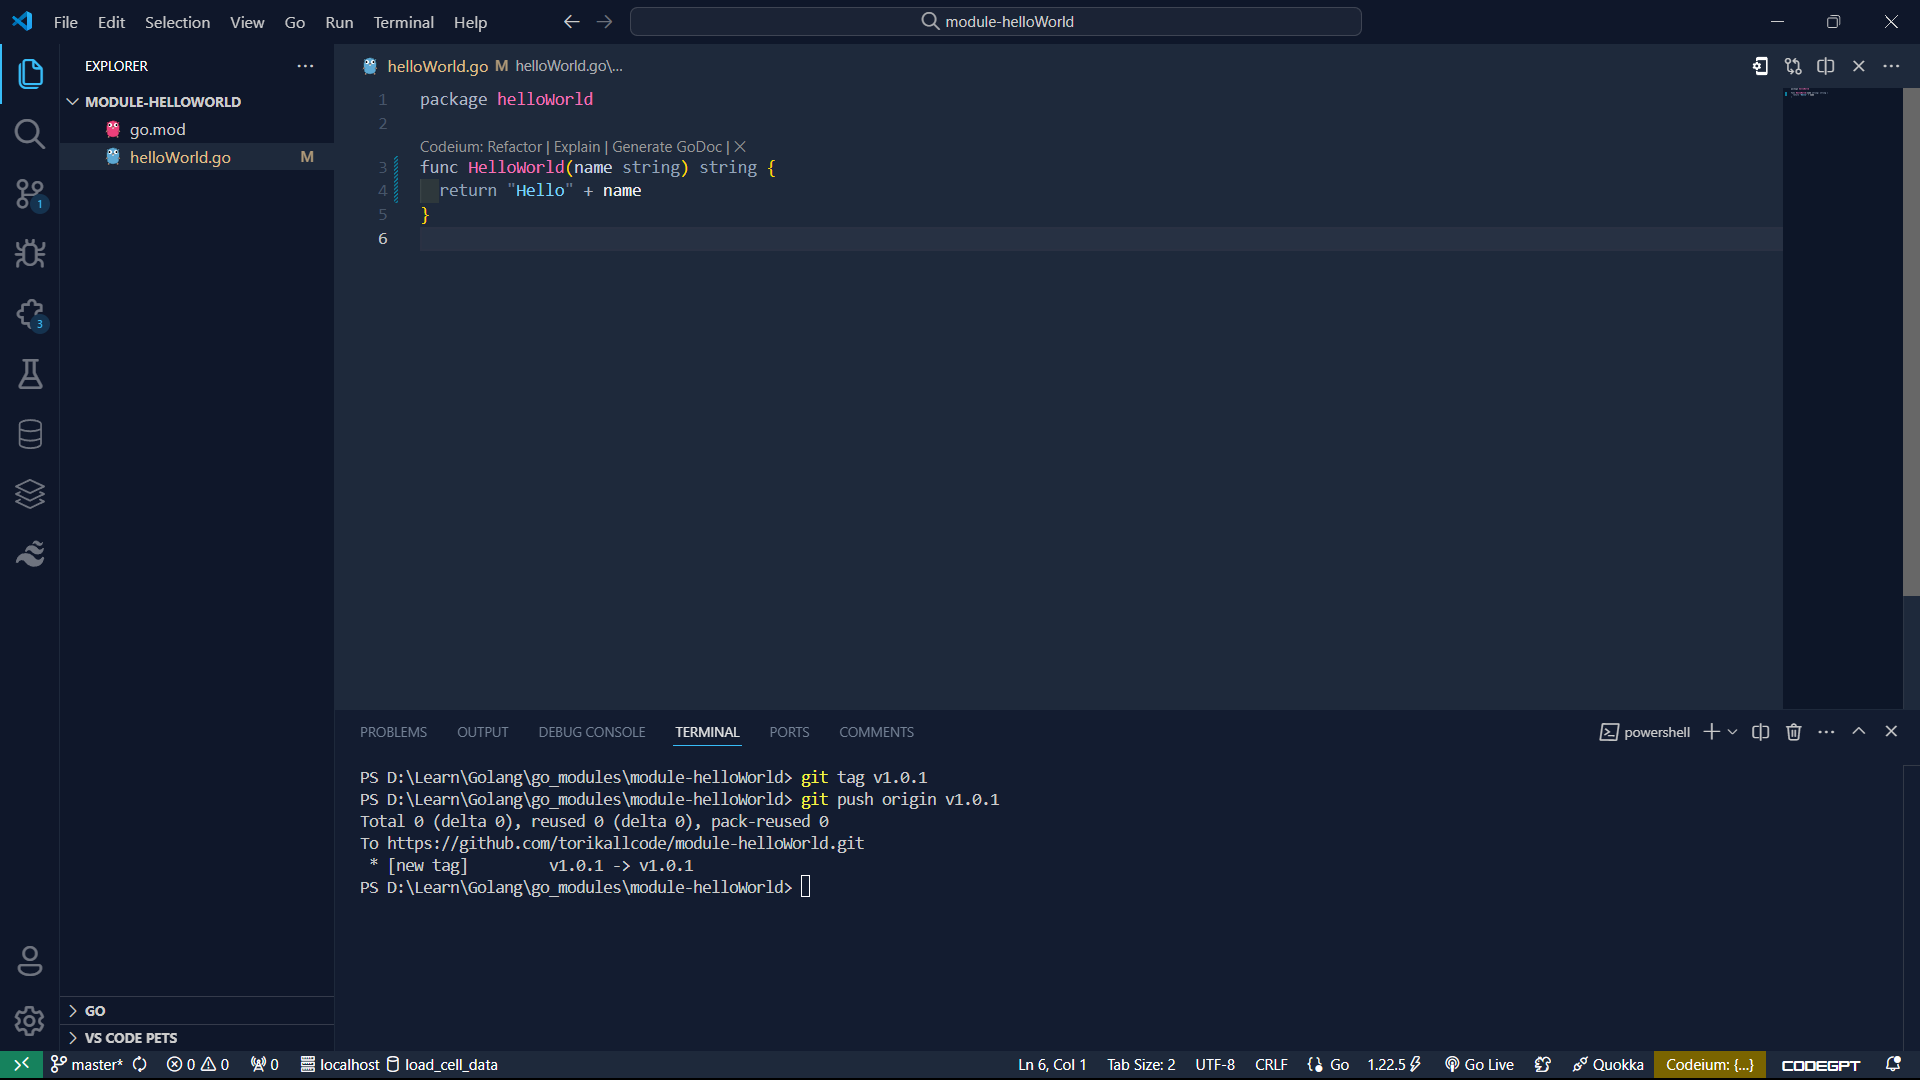 File Edit Selection View Go Run Terminal Help
module-helloWorld
EXPLORER
MODULE-HELLOWORLD
go.mod
helloWorld.go M
1
3
helloWorld.go M helloWorld.go\...
1 package helloWorld
2
Codeium: Refactor | Explain | Generate GoDoc | X
3 func HelloWorld(name string) string {
4 return "Hello" + name
5 }
6
PROBLEMS OUTPUT DEBUG CONSOLE TERMINAL PORTS COMMENTS
powershell
PS D:\Learn\Golang\go_modules\module-helloWorld> git tag v1.0.1
PS D:\Learn\Golang\go_modules\module-helloWorld> git push origin v1.0.1
Total 0 (delta 0), reused 0 (delta 0), pack-reused 0
To https://github.com/torikallcode/module-helloWorld.git
* [new tag] v1.0.1 -> v1.0.1
PS D:\Learn\Golang\go_modules\module-helloWorld>
GO
VS CODE PETS
master* 0 0 0 localhost load_cell_data Ln 6, Col 1 Tab Size: 2 UTF-8 CRLF Go 1.22.5 Go Live Quokka Codeium: {...} CODEGPT